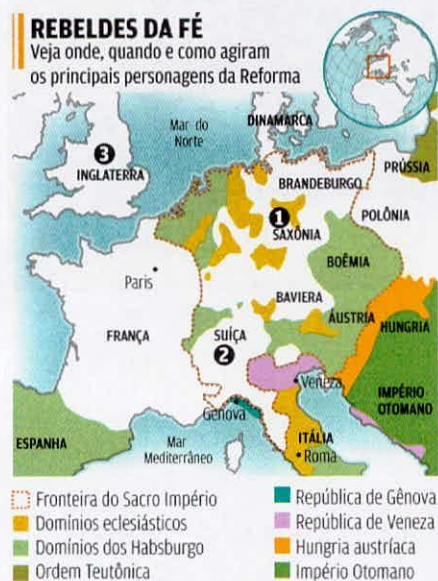 REBELDES DA FÉ
Veja onde, quando e como agiram
os principais personagens da Reforma
Mar do
Norte
DINAMARCA
PRÚSSIA
3
INGLATERRA
BRANDEBURGO
1
SAXÔNIA
POLÔNIA
Paris
BOÊMIA
BAVIERA
ÁUSTRIA
FRANÇA
SUÍÇA
2
HUNGRIA
Veneza
IMPÉRIO
OTOMANO
Gênova
ESPANHA
Mar
Mediterrâneo
ITÁLIA
Roma
Fronteira do Sacro Império
Domínios eclesiásticos
Domínios dos Habsburgo
Ordem Teutônica
República de Gênova
República de Veneza
Hungria austríaca
Império Otomano